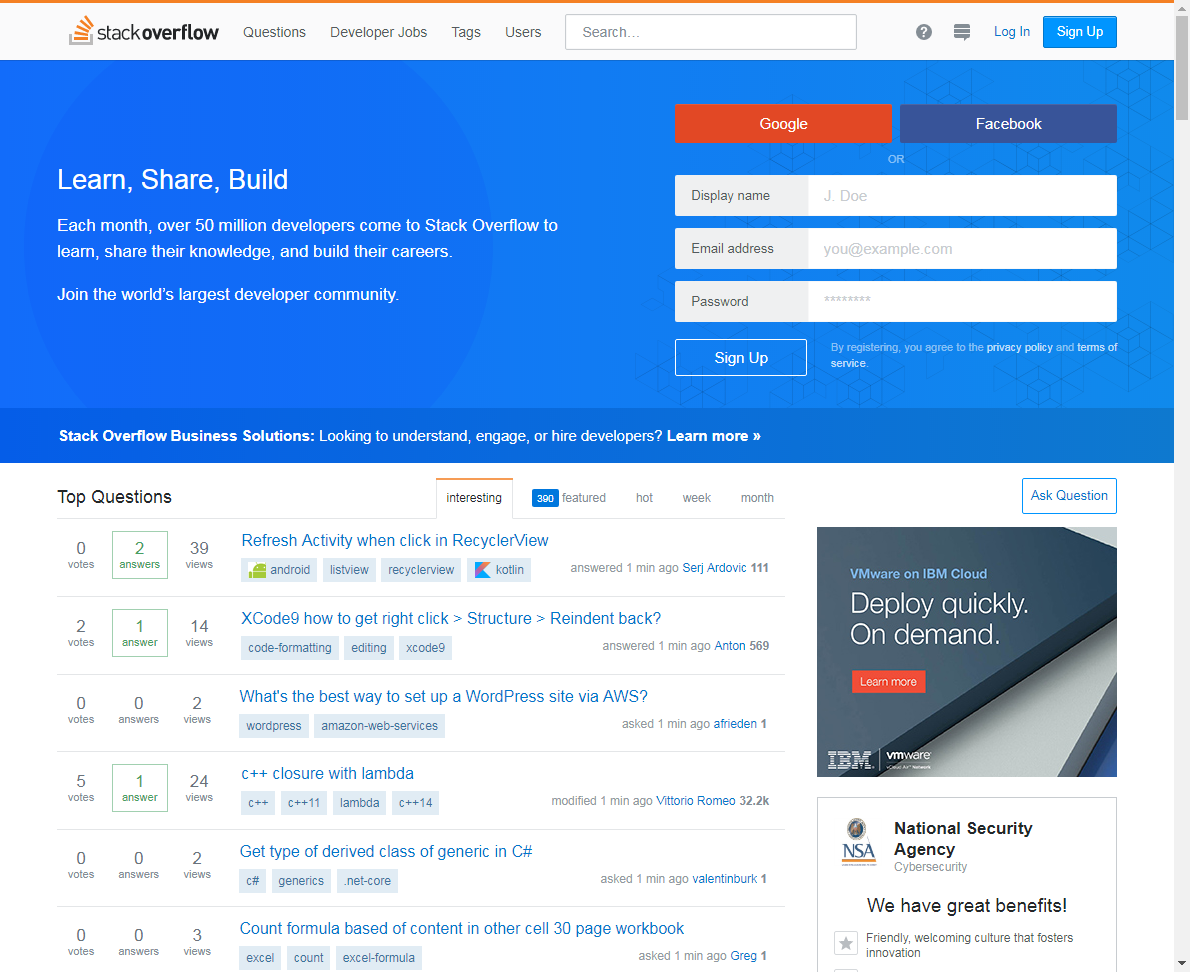 stackoverflow Questions Developer Jobs Tags Users Search... Log In Sign Up
Google Facebook
OR
Learn, Share, Build
Each month, over 50 million developers come to Stack Overflow to
learn, share their knowledge, and build their careers.
Join the world's largest developer community.
Display name J. Doe
Email address you@example.com
Password ********
Sign Up
By registering, you agree to the privacy policy and terms of
service.
Stack Overflow Business Solutions: Looking to understand, engage, or hire developers? Learn more »
Top Questions
interesting 390 featured hot week month
Ask Question
0 votes 2 answers 39 views
Refresh Activity when click in RecyclerView
android listview recyclerview kotlin
answered 1 min ago Serj Ardovic 111
2 votes 1 answer 14 views
XCode9 how to get right click > Structure > Reindent back?
code-formatting editing xcode9
answered 1 min ago Anton 569
0 votes 0 answers 2 views
What's the best way to set up a WordPress site via AWS?
wordpress amazon-web-services
asked 1 min ago afrieden 1
5 votes 1 answer 24 views
c++ closure with lambda
c++ c++11 lambda c++14
modified 1 min ago Vittorio Romeo 32.2k
0 votes 0 answers 2 views
Get type of derived class of generic in C#
c# generics .net-core
asked 1 min ago valentinburk 1
0 votes 0 answers 3 views
Count formula based of content in other cell 30 page workbook
excel count excel-formula
asked 1 min ago Greg 1
VMware on IBM Cloud
Deploy quickly.
On demand.
Learn more
IBM vmware
NSA
National Security
Agency
Cybersecurity
We have great benefits!
Friendly, welcoming culture that fosters
innovation